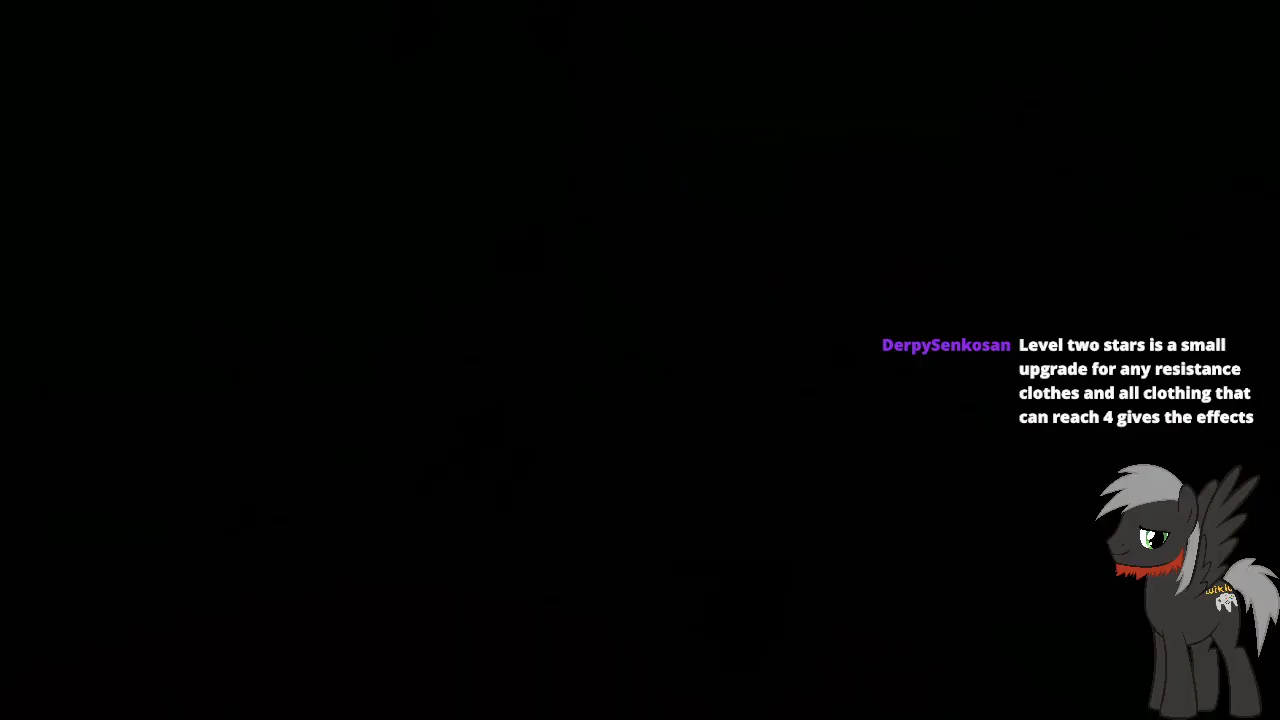 DerpySenkosan Level two stars is a small
upgrade for any resistance
clothes and all clothing that
can reach 4 gives the effects